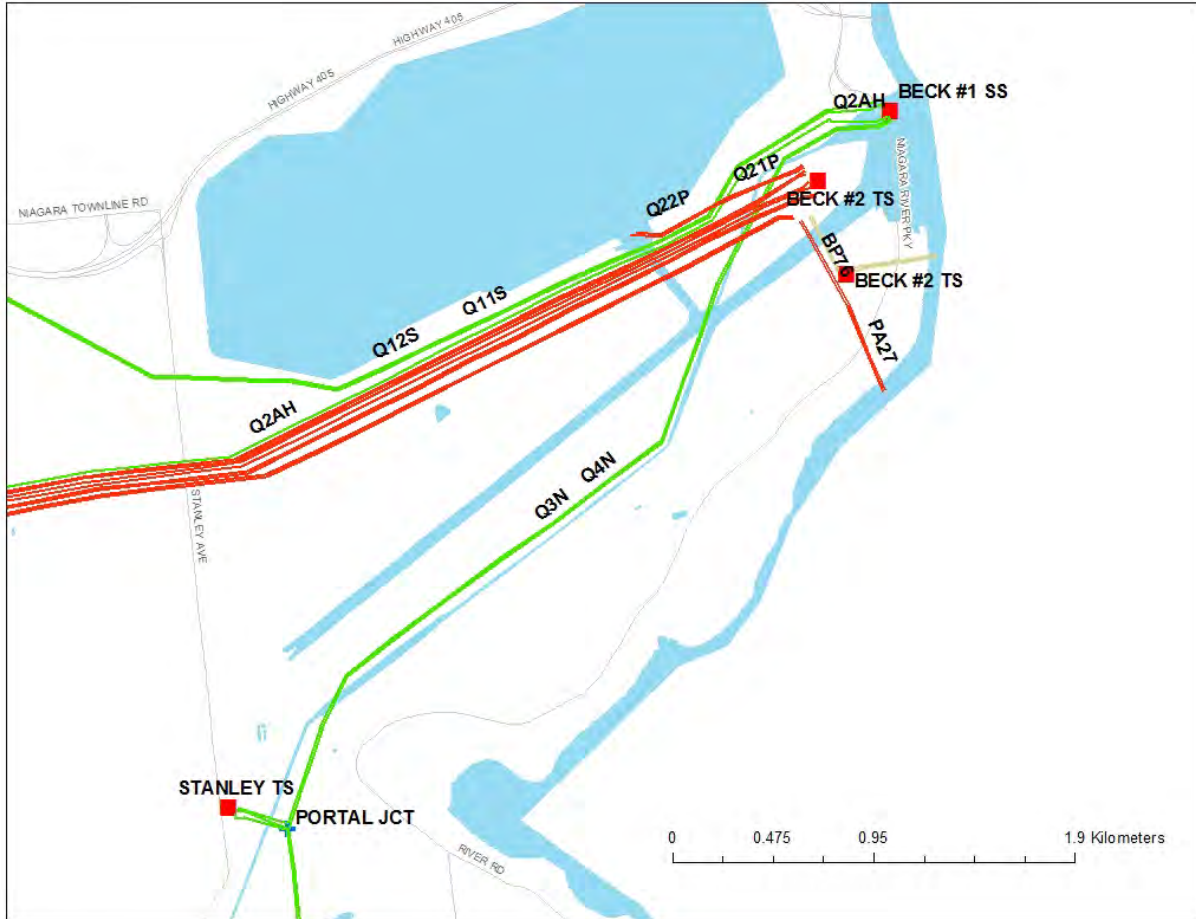 HIGHWAY 405
HIGHWAY 405
Q2AH
BECK #1 SS
NIAGARA RIVER PKY
Q21P
Q22P
BECK #2 TS
NIAGARA TOWNLINE RD
BP76
BECK #2 TS
Q11S
Q12S
PA27
Q2AH
Q4N
Q3N
STANLEY AVE
STANLEY TS
PORTAL JCT
RIVER RD
0 0.475 0.95 1.9 Kilometers